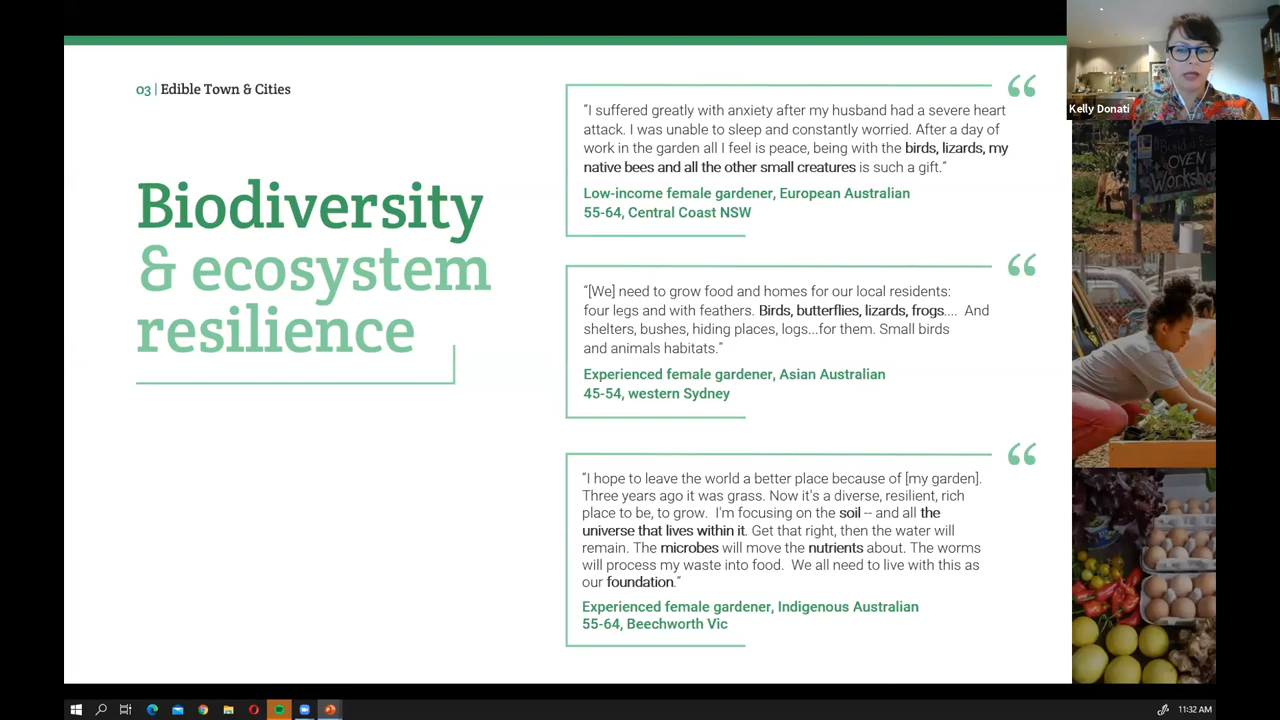 03 | Edible Town & Cities
Biodiversity
& ecosystem
resilience
“
"I suffered greatly with anxiety after my husband had a severe heart
attack. I was unable to sleep and constantly worried. After a day of
work in the garden all I feel is peace, being with the birds, lizards, my
native bees and all the other small creatures is such a gift."
Low-income female gardener, European Australian
55-64, Central Coast NSW
“
“[We] need to grow food and homes for our local residents:
four legs and with feathers. Birds, butterflies, lizards, frogs.... And
shelters, bushes, hiding places, logs...for them. Small birds
and animals habitats.”
Experienced female gardener, Asian Australian
45-54, western Sydney
“
“I hope to leave the world a better place because of [my garden].
Three years ago it was grass. Now it's a diverse, resilient, rich
place to be, to grow. I'm focusing on the soil -- and all the
universe that lives within it. Get that right, then the water will
remain. The microbes will move the nutrients about. The worms
will process my waste into food. We all need to live with this as
our foundation.”
Experienced female gardener, Indigenous Australian
55-64, Beechworth Vic
Kelly Donati
OVEN
Workshop
11:32 AM